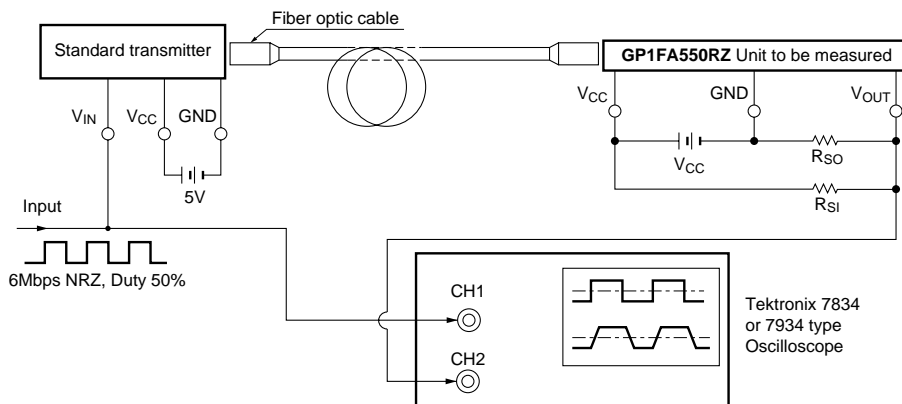 Fiber optic cable
Standard transmitter
GP1FA550RZ Unit to be measured
VIN
VCC
GND
5V
VCC
GND
VOUT
VCC
RSO
RSI
Input
6Mbps NRZ, Duty 50%
CH1
CH2
Tektronix 7834
or 7934 type
Oscilloscope